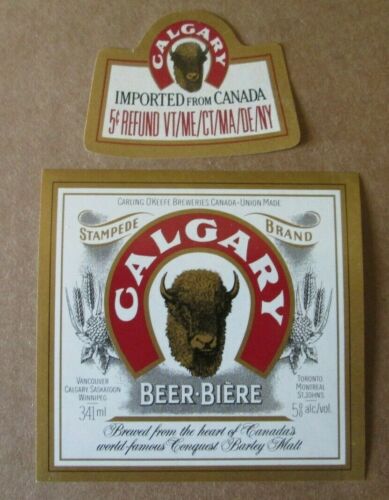 CALGARY
IMPORTED FROM CANADA
5¢ REFUND VT/ME/CT/MA/DE/NY
CARLING O'KEEFE BREWERIES CANADA-UNION MADE
STAMPEDE BRAND
CALGARY
BEER·BIÈRE
VANCOUVER
CALGARY SASKATOON
WINNIPEG
TORONTO
MONTREAL
ST. JOHN'S
341 ml
5% alc/vol.
Brewed from the heart of Canada's
world-famous Conquest Barley Malt